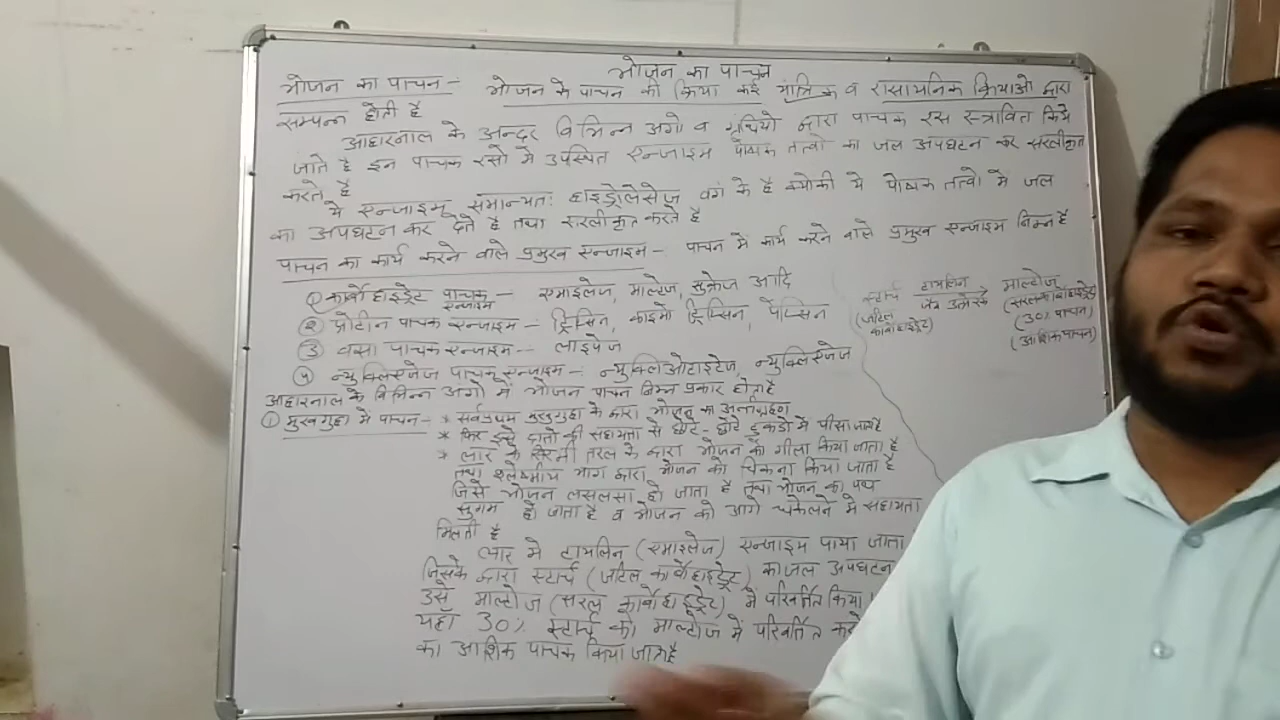 भोजन का पाचन
भोजन का पाचन - भोजन के पाचन की क्रिया कई यांत्रिक व रासायनिक क्रियाओ द्वारा
सम्पन्न होती है
आहारनाल के अन्दर विभिन्न अंगो व ग्रंथियो द्वारा पाचक रस स्त्रावित किये
जाते है इन पाचक रसो मे उपस्थित एन्जाइम पोषक तत्वो का जल अपघटन कर सरलीकृत
करते है
ये एन्जाइम समान्यतः हाइड्रोलेसेज वर्ग के है क्योकी ये पोषक तत्वो मे जल
का अपघटन कर देते है तथा सरलीकृत करते है
पाचन का कार्य करने वाले प्रमुख एन्जाइम - पाचन मे कार्य करने वाले प्रमुख एन्जाइम निम्न है
① कार्बोहाइड्रेट पाचक एन्जाइम - एमाइलेज, माल्टेज, सुक्रेज आदि
② प्रोटीन पाचक एन्जाइम - ट्रिप्सिन, काइमो ट्रिप्सिन, पेप्सिन
③ वसा पाचक एन्जाइम - लाइपेज
④ न्युक्लिएजेज पाचक एन्जाइम - न्युक्लिओटाइटेज, न्युक्लिएजेज
स्टार्च टायलिन माल्टोज
(जटिल कार्बोहाइड्रेट) जल (सरल कार्बोहाइड्रेट)
(30% पाचन)
(आशिक पाचन)
आहारनाल के विभिन्न अंगो मे भोजन पाचन निम्न प्रकार होता है
① मुखगुहा मे पाचन - * सर्वप्रथम मुखगुहा के द्वारा भोजन का अन्तर्ग्रहण
* फिर इसे दातो की सहायता से छोटे-छोटे टुकडो मे पीसा जाता है
* लार के तरल के द्वारा भोजन को गीला किया जाता है
तथा श्लेष्मीय भाग द्वारा भोजन को चिकना किया जाता है
जिसे भोजन लसलसा हो जाता है तथा भोजन का पथ
सुगम हो जाता है व भोजन को आगे धकेलने मे सहायता
मिलती है
लार मे टायलिन (एमाइलेज) एन्जाइम पाया जाता
जिसके द्वारा स्टार्च (जटिल कार्बोहाइड्रेट) का जल अपघटन
उसे माल्टोज (सरल कार्बोहाइड्रेट) मे परिवर्तित किया
यहाँ 30% स्टार्च को माल्टोज मे परिवर्तित
का आशिक पाचक किया जाता है